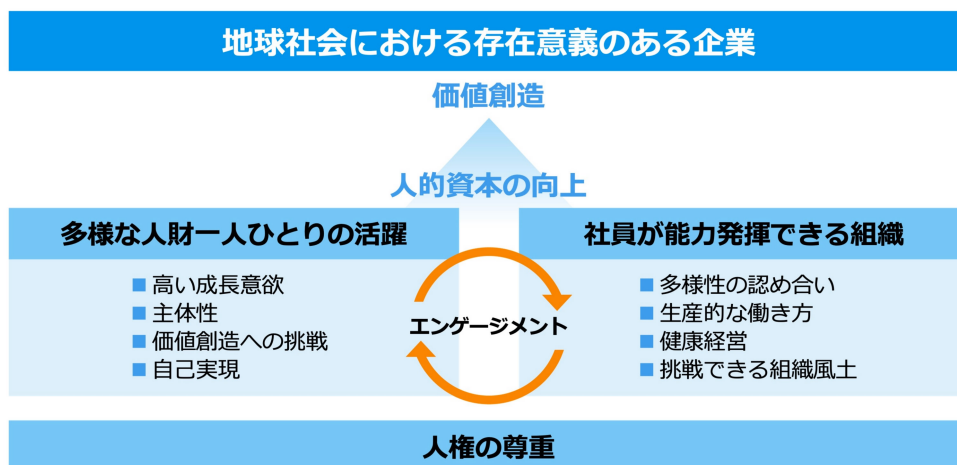 地球社会における存在意義のある企業
価値創造
人的資本の向上
多様な人財一人ひとりの活躍
■ 高い成長意欲
■ 主体性
■ 価値創造への挑戦
■ 自己実現
エンゲージメント
社員が能力発揮できる組織
■ 多様性の認め合い
■ 生産的な働き方
■ 健康経営
■ 挑戦できる組織風土
人権の尊重